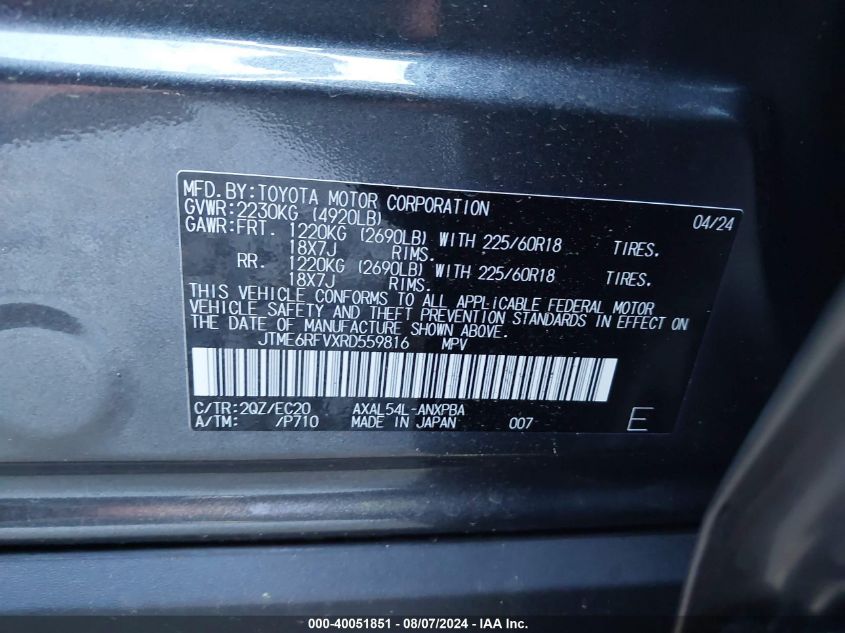 MFD. BY: TOYOTA MOTOR CORPORATION 04/24
GVWR: 2230KG (4920LB)
GAWR: FRT. 1220KG (2690LB) WITH 225/60R18 TIRES.
18X7J RIMS.
RR. 1220KG (2690LB) WITH 225/60R18 TIRES.
18X7J RIMS.
THIS VEHICLE CONFORMS TO ALL APPLICABLE FEDERAL MOTOR
VEHICLE SAFETY AND THEFT PREVENTION STANDARDS IN EFFECT ON
THE DATE OF MANUFACTURE SHOWN ABOVE.
JTME6RFVXRD559816 MPV
C/TR: 2QZ/EC20 AXAL54L-ANXPBA
A/TM: /P710 MADE IN JAPAN 007 E
000-40051851 - 08/07/2024 - IAAI.com